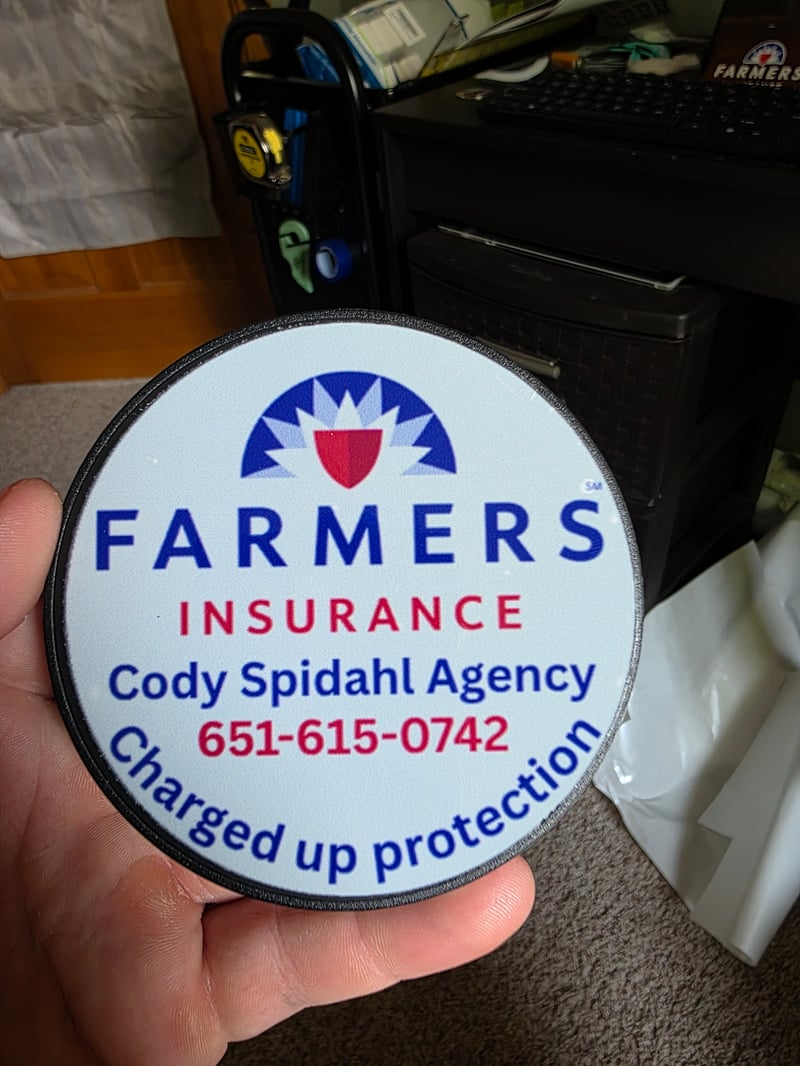 FARMERS
SM
FARMERS
INSURANCE
Cody Spidahl Agency
651-615-0742
Charged up protection